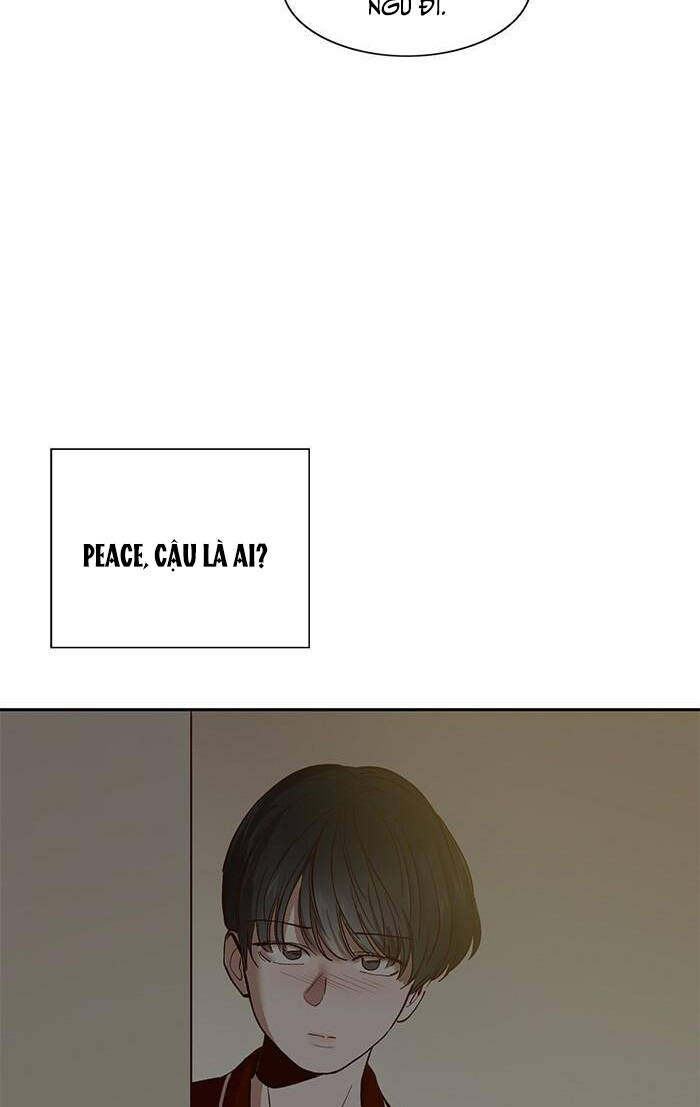 NGỦ ĐI.
PEACE, CẬU LÀ AI?